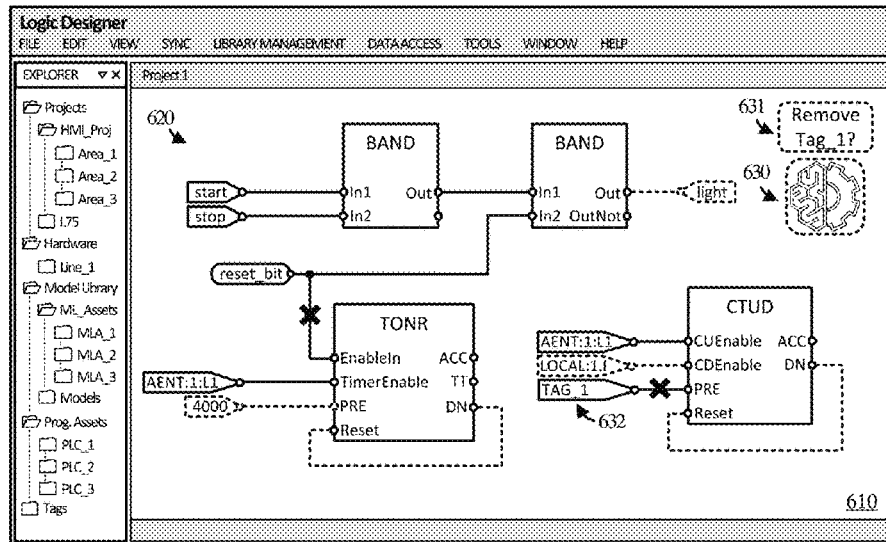 Logic Designer
FILE EDIT VIEW SYNC LIBRARY MANAGEMENT DATA ACCESS TOOLS WINDOW HELP
EXPLORER
Project 1
Projects
HMI_Proj
Area_1
Area_2
Area_3
Hardware
Line_1
Model Library
ML_Assets
MLA_1
MLA_2
MLA_3
Models
Prog. Assets
PLC_1
PLC_2
PLC_3
Tags
620
BAND
start
stop
In1
In2
Out
BAND
In1
In2
Out
OutNot
light
631
Remove
Tag_1?
630
reset_bit
TONR
EnableIn
TimerEnable
PRE
Reset
ACC
TT
DN
AENT:1:L1
4000
CTUD
CUEnable
CDEnable
PRE
Reset
ACC
DN
AENT:1:L1
TAG_1
632
610